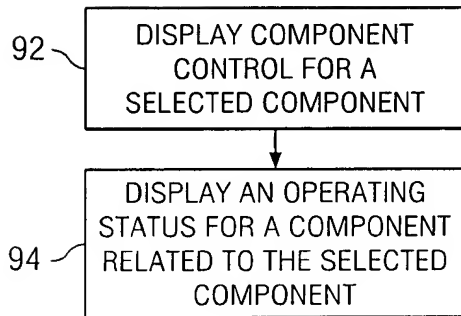 92
DISPLAY COMPONENT
CONTROL FOR A
SELECTED COMPONENT
94
DISPLAY AN OPERATING
STATUS FOR A COMPONENT
RELATED TO THE SELECTED
COMPONENT